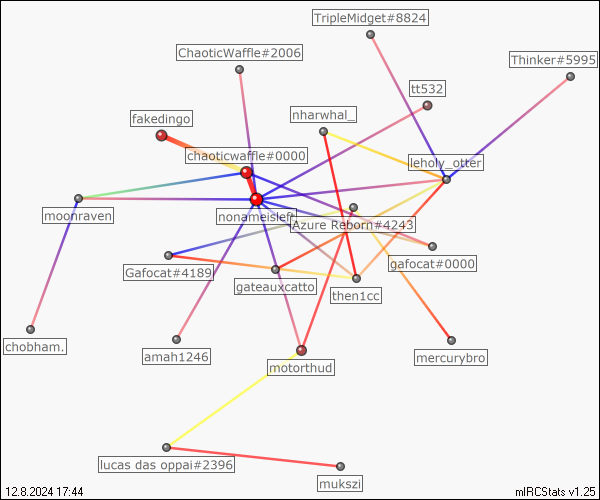 TripleMidget#8824
ChaoticWaffle#2006
Thinker#5995
tt532
fakedingo
nharwhal_
chaoticwaffle#0000
leholy_otter
moonraven
nonameisleft
Azure Reborn#4243
Gafocat#4189
gafocat#0000
gateauxcatto
then1cc
chobham.
amah1246
mercurybro
motorthud
lucas das oppai#2396
mukszi
12.8.2024 17:44
mIRCStats v1.25